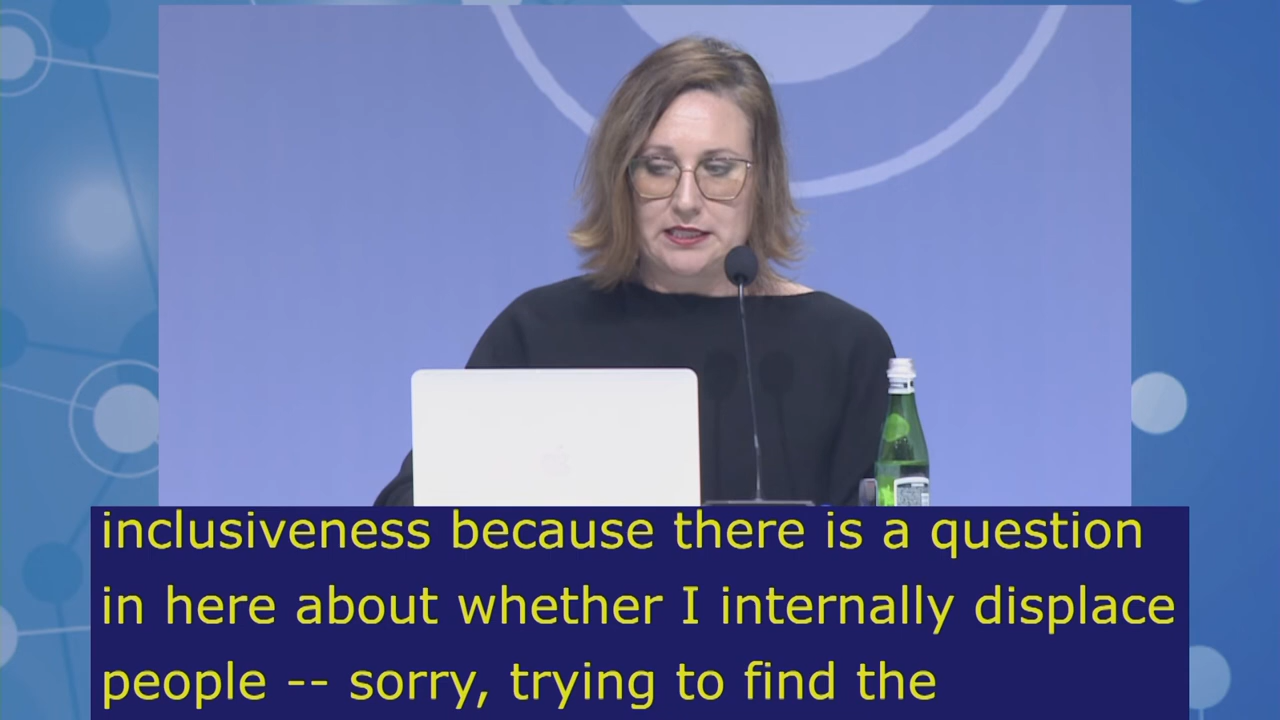 inclusiveness because there is a question
in here about whether I internally displace
people -- sorry, trying to find the